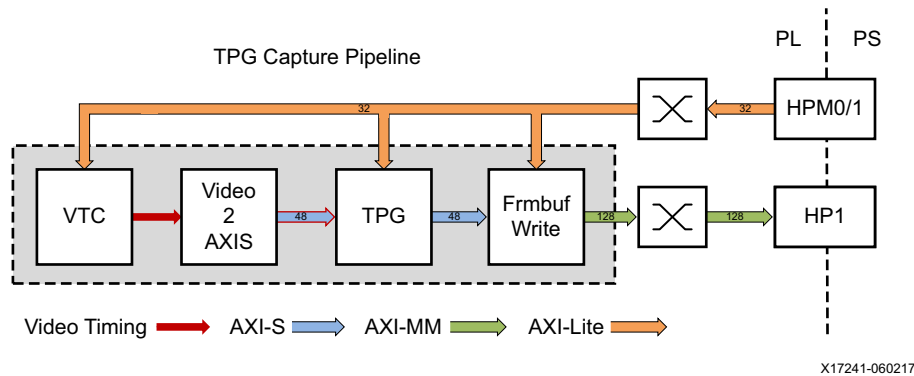 PL
PS
TPG Capture Pipeline
32
32
HPM0/1
VTC
Video
2
AXIS
48
TPG
48
Frmbuf
Write
128
128
HP1
Video Timing
AXI-S
AXI-MM
AXI-Lite
X17241-060217